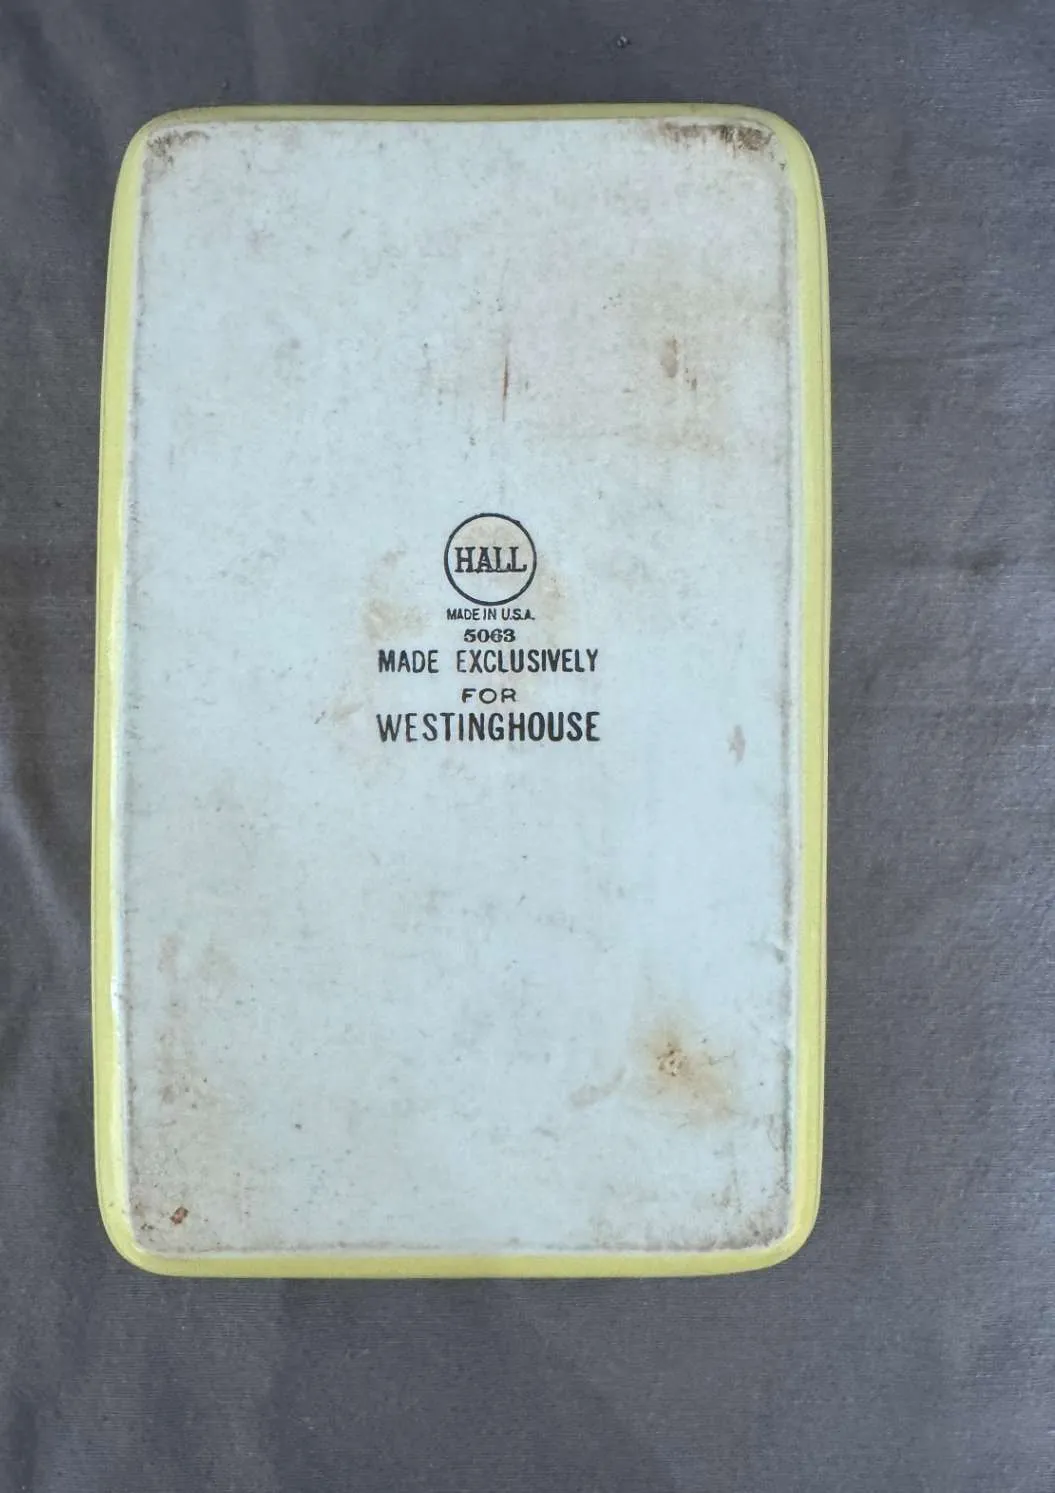 HALL
MADE IN U.S.A.
5063
MADE EXCLUSIVELY
FOR
WESTINGHOUSE